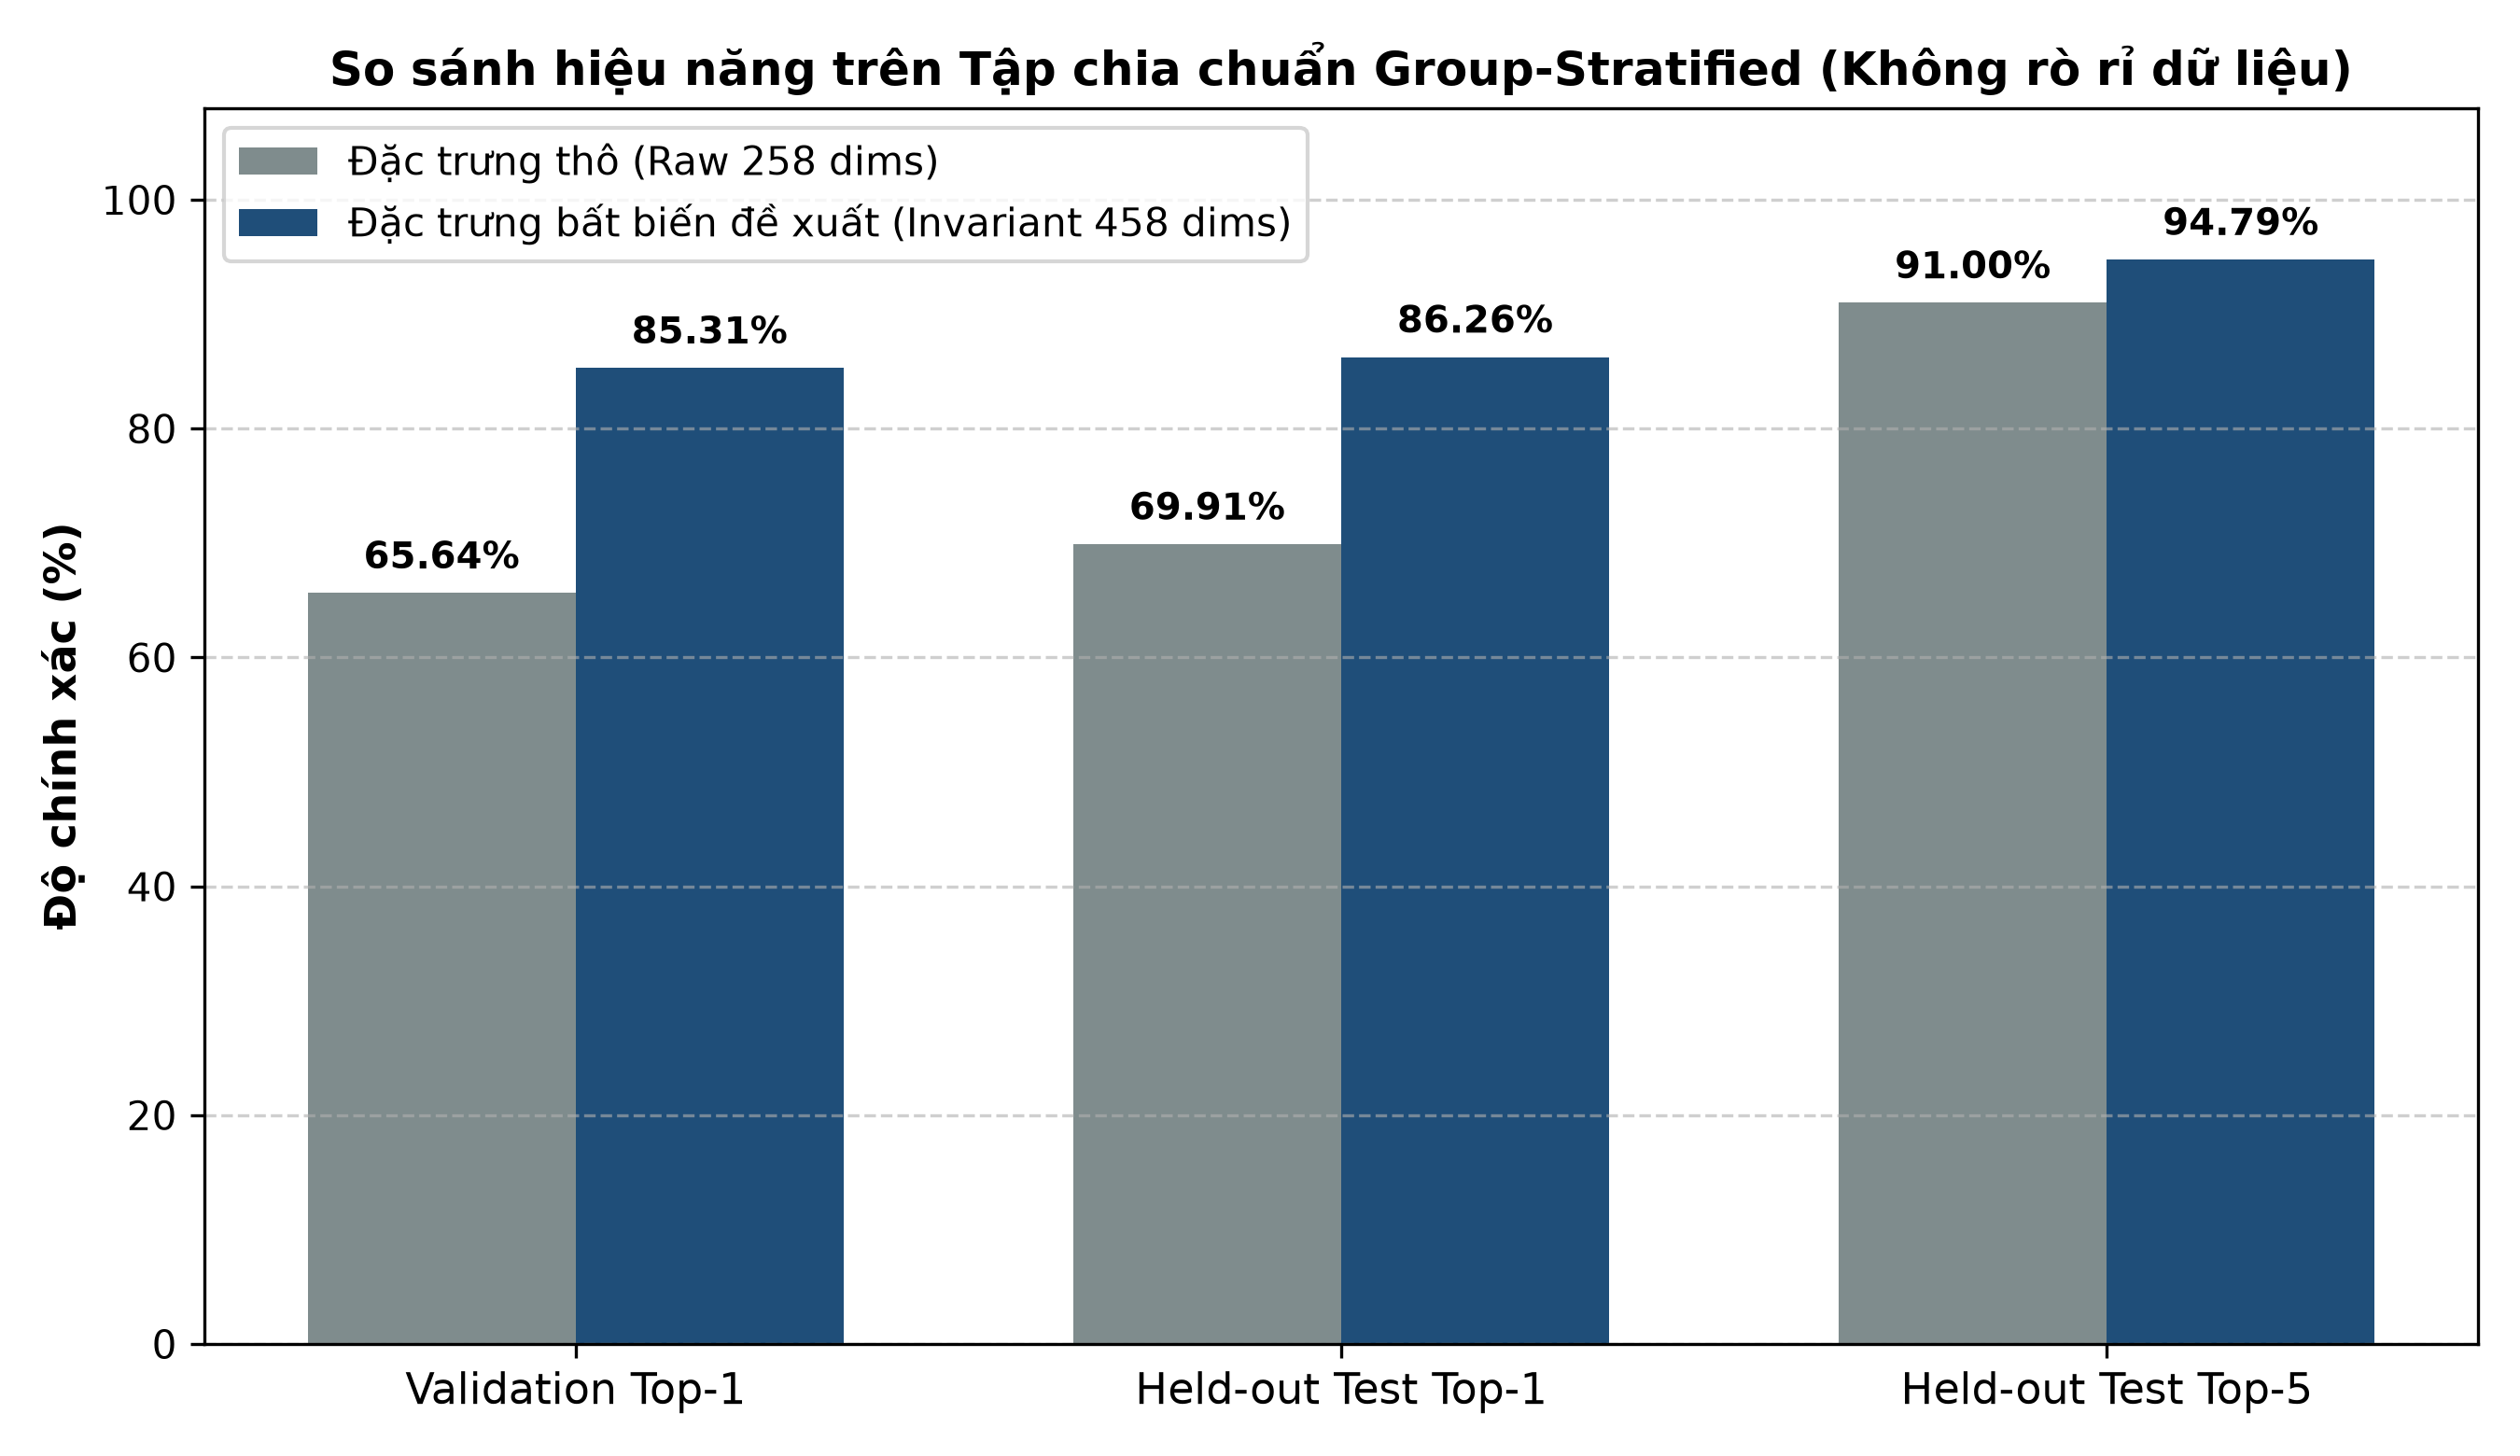 So sánh hiệu năng trên Tập chia chuẩn Group-Stratified (Không rò rỉ dữ liệu)
Đặc trưng thô (Raw 258 dims)
Đặc trưng bất biến đề xuất (Invariant 458 dims)
Độ chính xác (%)
100
80
60
40
20
0
65.64%
85.31%
69.91%
86.26%
91.00%
94.79%
Validation Top-1
Held-out Test Top-1
Held-out Test Top-5